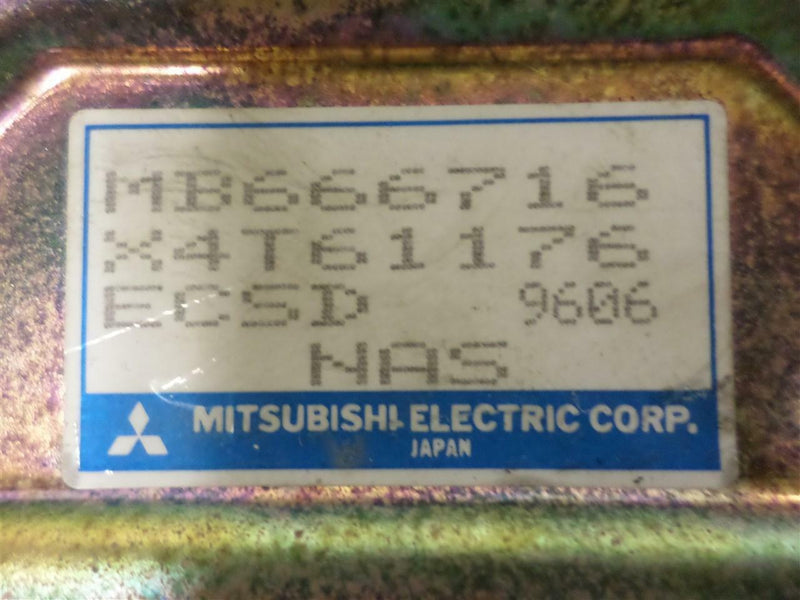 MB666716
X4T61176
ECSD 9606
NAS
MITSUBISHI ELECTRIC CORP.
JAPAN